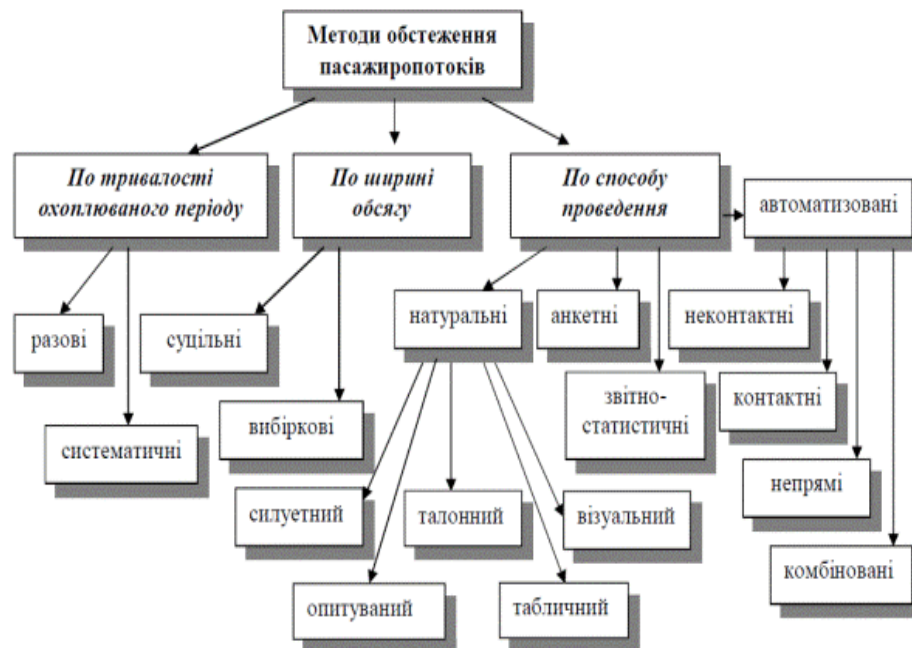 Методи обстеження
пасажиропотоків
По тривалості
охоплюваного періоду
По ширині
обсягу
По способу
проведення
автоматизовані
разові
суцільні
натуральні
анкетні
неконтактні
систематичні
вибіркові
звітно-
статистичні
контактні
непрямі
силуетний
талонний
візуальний
комбіновані
опитуваний
табличний